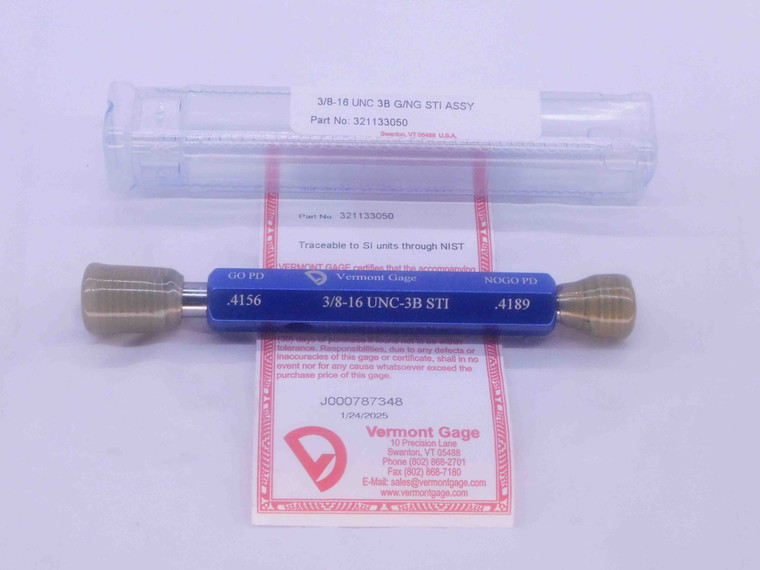 3/8-16 UNC 3B G/NG STI ASSY
Part No: 321133050
Swanton, VT 05488 U.S.A.
Part No. 321133050
Traceable to SI units through NIST
VERMONT GAGE certifies that the accompanying
GO PD Vermont Gage NOGO PD
.4156 3/8-16 UNC-3B STI .4189
days of purchase
tolerance. Responsibilities, due to any defects or
inaccuracies of this gage or certificate, shall in no
event nor for any cause whatsoever exceed the
purchase price of this gage.
J000787348
1/24/2025
Vermont Gage
10 Precision Lane
Swanton, VT 05488
Phone (802) 868-2701
Fax (802) 868-7180
E-Mail: sales@vermontgage.com
www.vermontgage.com